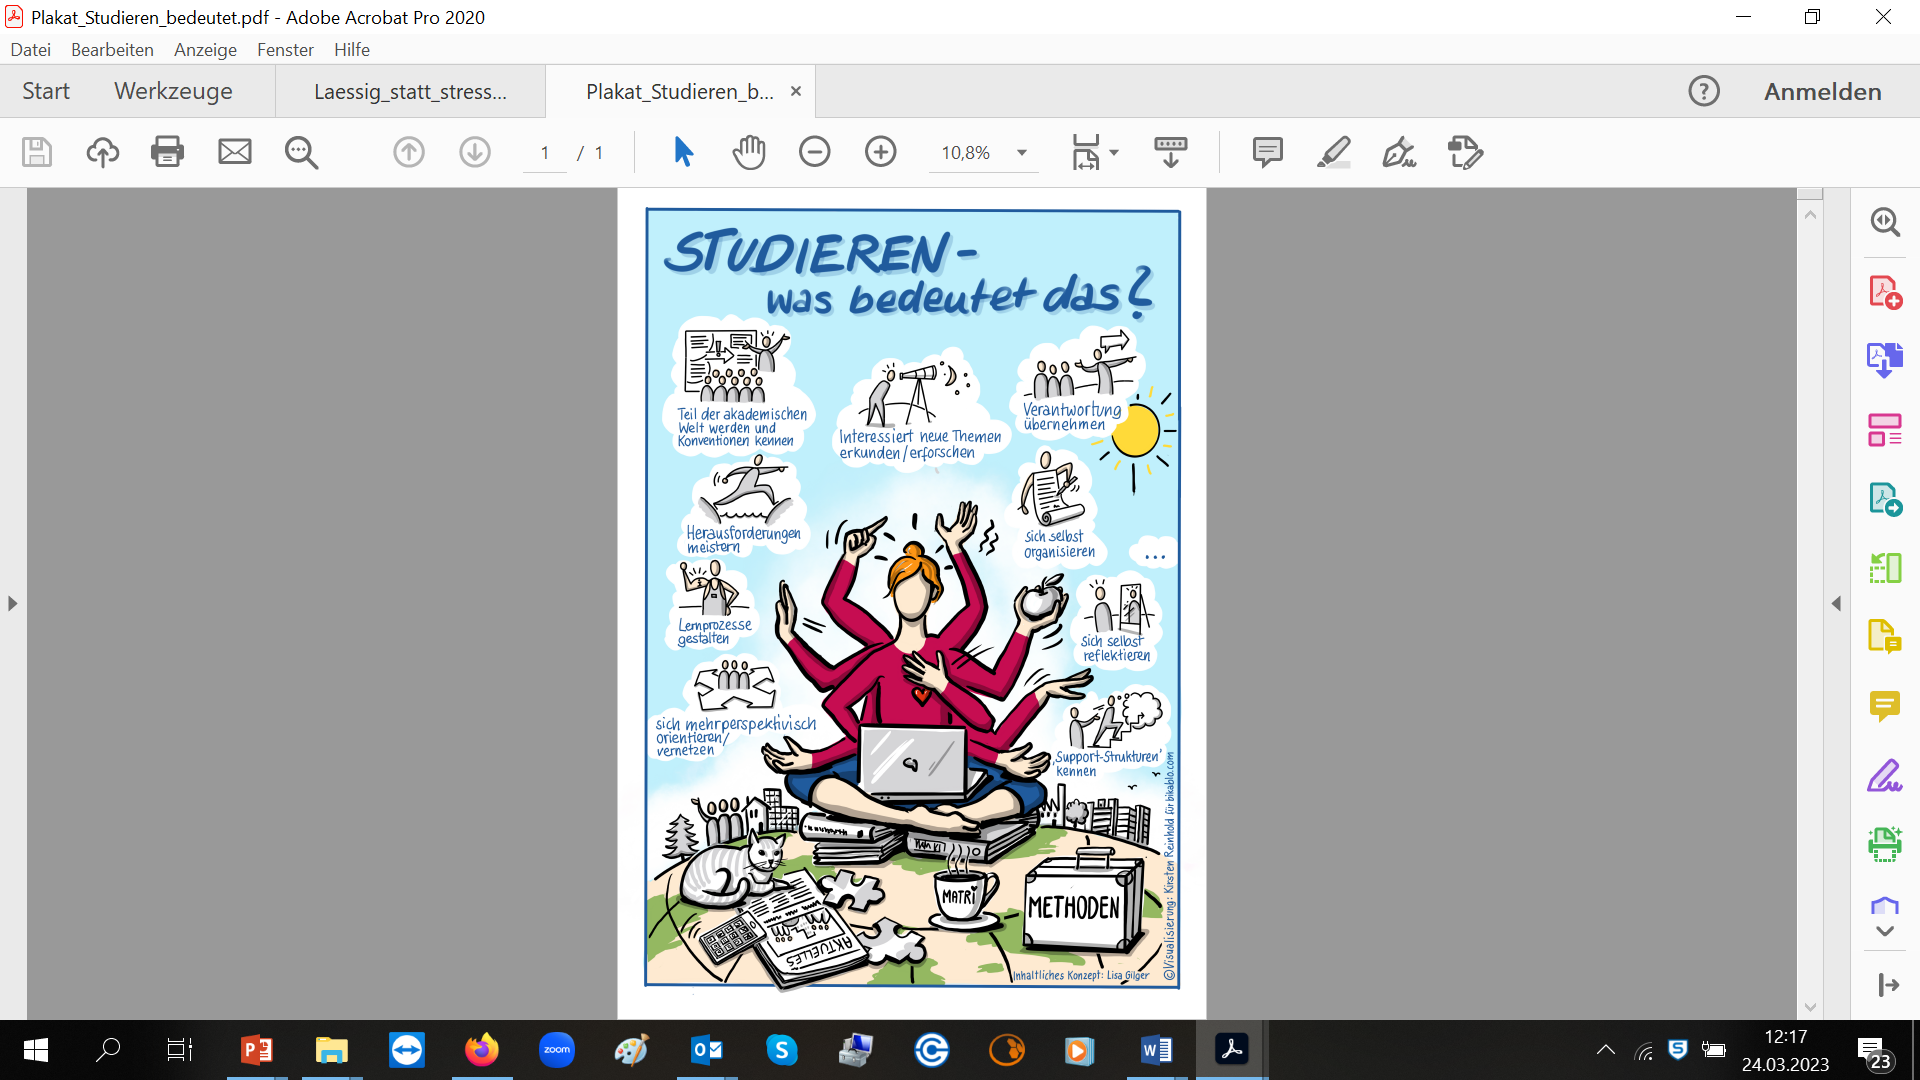 Plakat_Studieren_bedeutet.pdf - Adobe Acrobat Pro 2020
Datei Bearbeiten Anzeige Fenster Hilfe
Start Werkzeuge Laessig_statt_stress... Plakat_Studieren_b... Anmelden
1 / 1 10,8%
STUDIEREN -
was bedeutet das?
Teil der akademischen
Welt werden und
Konventionen kennen
Interessiert neue Themen
erkunden/erforschen
Verantwortung
übernehmen
Herausforderungen
meistern
sich selbst
organisieren
...
Lernprozesse
gestalten
sich selbst
reflektieren
sich mehrperspektivisch
orientieren/
vernetzen
'Support-Strukturen'
kennen
MATRI
METHODEN
AKTUELLES
Inhaltliches Konzept: Lisa Gilger
©Visualisierung: Kirsten Reinhold für bikablo.com
zoom
12:17
24.03.2023
23